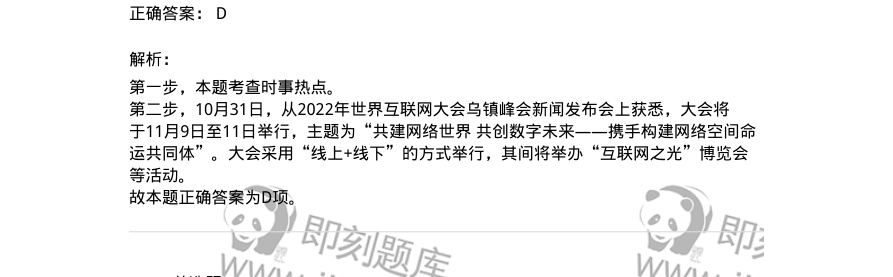 正确答案： D
解析：
第一步，本题考查时事热点。
第二步，10月31日，从2022年世界互联网大会乌镇峰会新闻发布会上获悉，大会将
于11月9日至11日举行，主题为“共建网络世界 共创数字未来——携手构建网络空间命
运共同体”。大会采用“线上+线下”的方式举行，其间将举办“互联网之光”博览会
等活动。
故本题正确答案为D项。
即刻题库
即刻